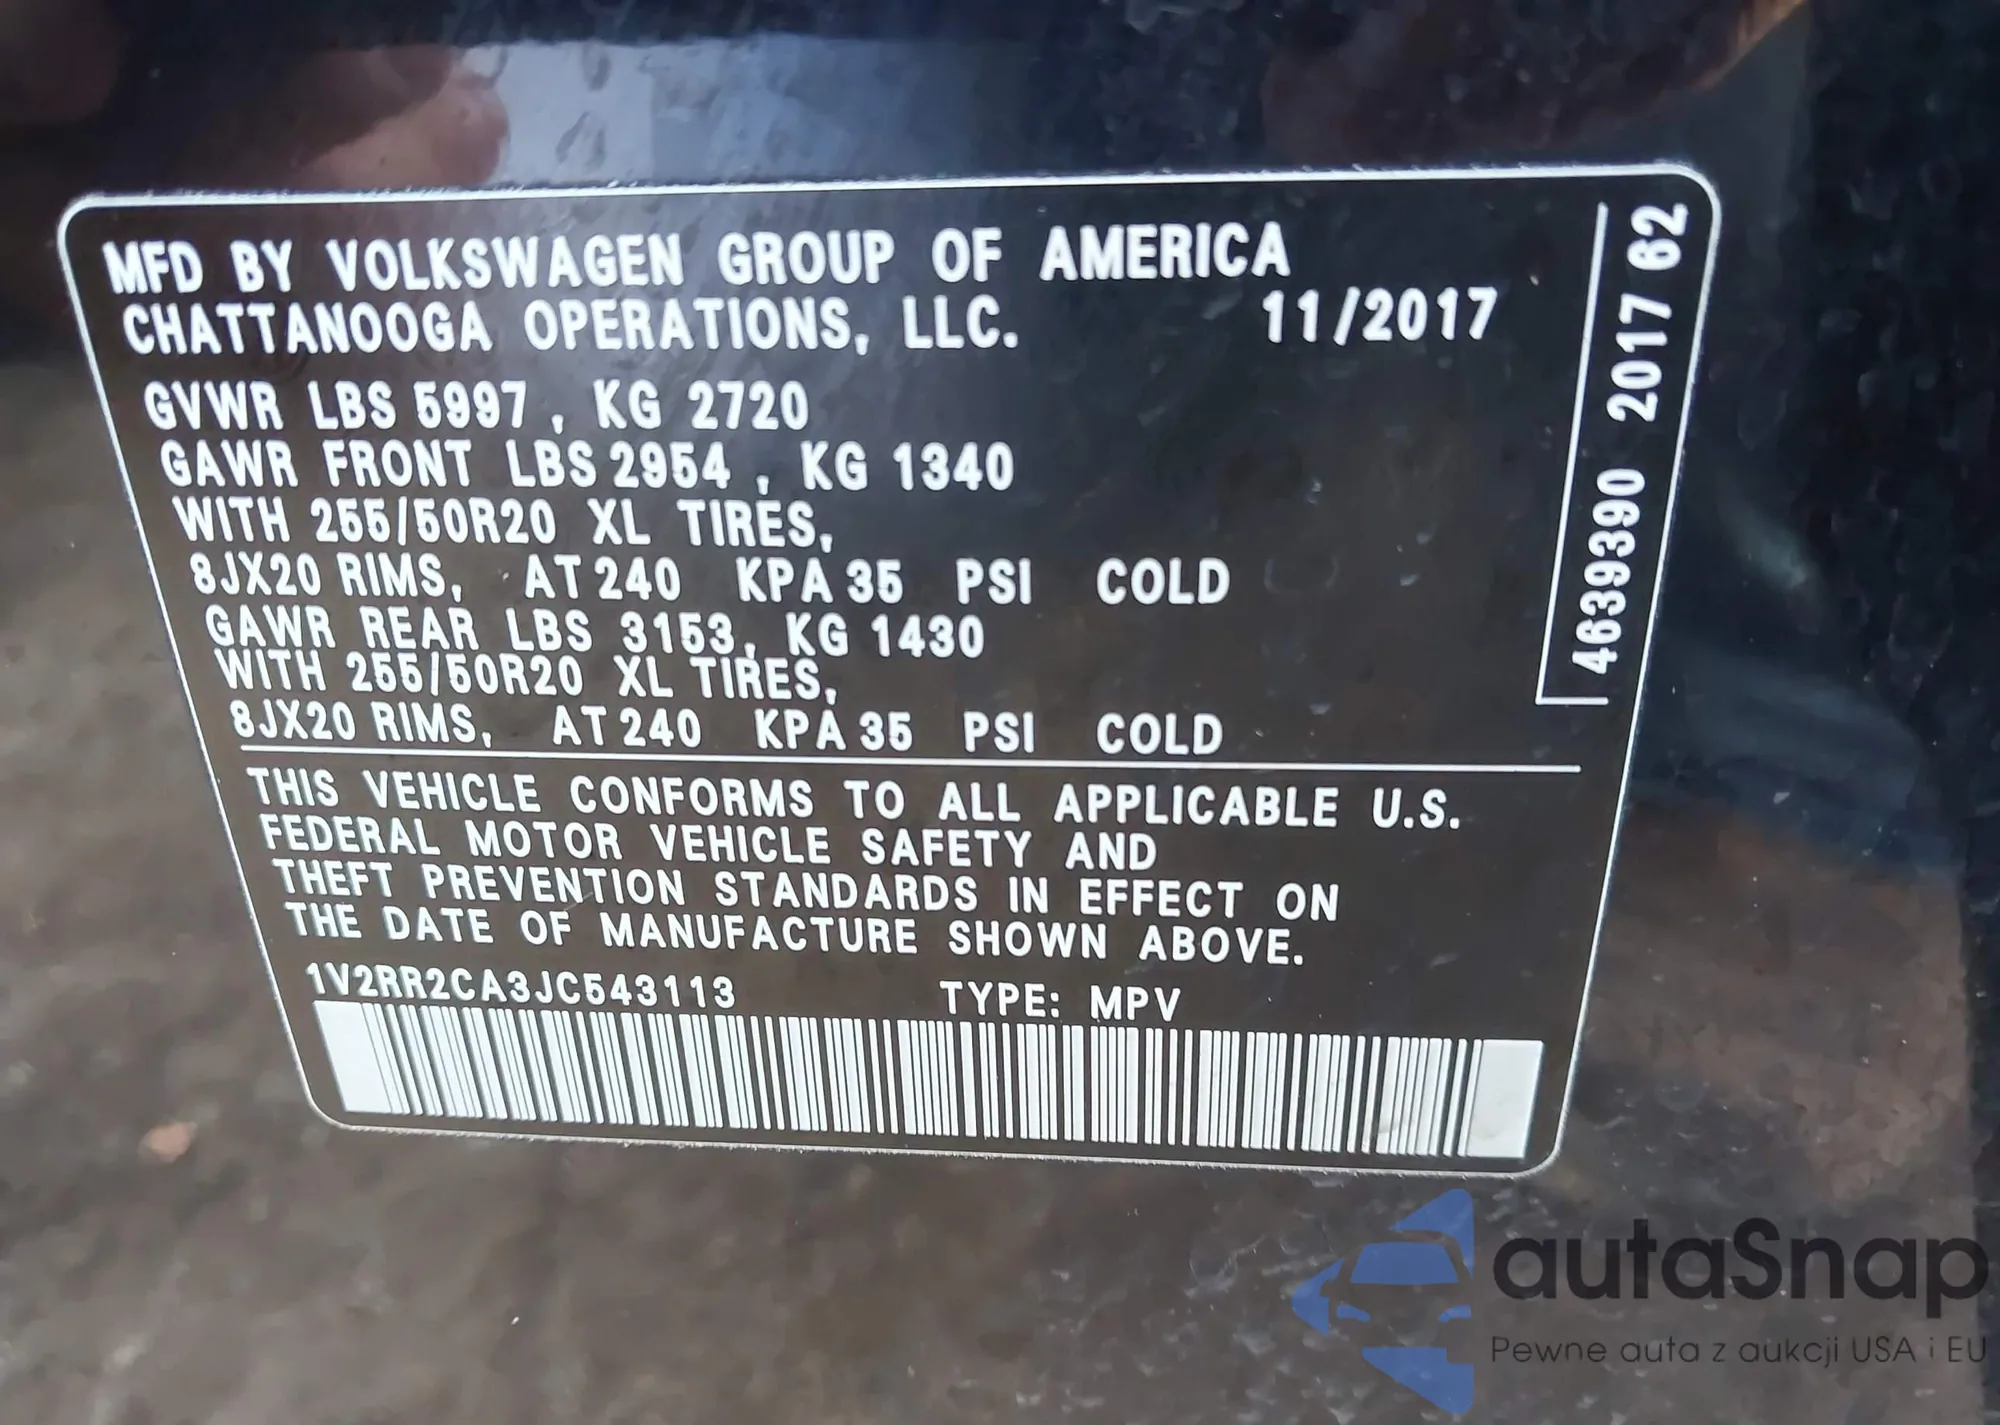 MFD BY VOLKSWAGEN GROUP OF AMERICA
CHATTANOOGA OPERATIONS, LLC. 11/2017
GVWR LBS 5997 , KG 2720
GAWR FRONT LBS 2954 , KG 1340
WITH 255/50R20 XL TIRES,
8JX20 RIMS, AT 240 KPA 35 PSI COLD
GAWR REAR LBS 3153, KG 1430
WITH 255/50R20 XL TIRES,
8JX20 RIMS, AT 240 KPA 35 PSI COLD
THIS VEHICLE CONFORMS TO ALL APPLICABLE U.S.
FEDERAL MOTOR VEHICLE SAFETY AND
THEFT PREVENTION STANDARDS IN EFFECT ON
THE DATE OF MANUFACTURE SHOWN ABOVE.
1V2RR2CA3JC543113 TYPE: MPV
4639390 2017 62
autaSnap
Pewne auta z aukcji USA i EU